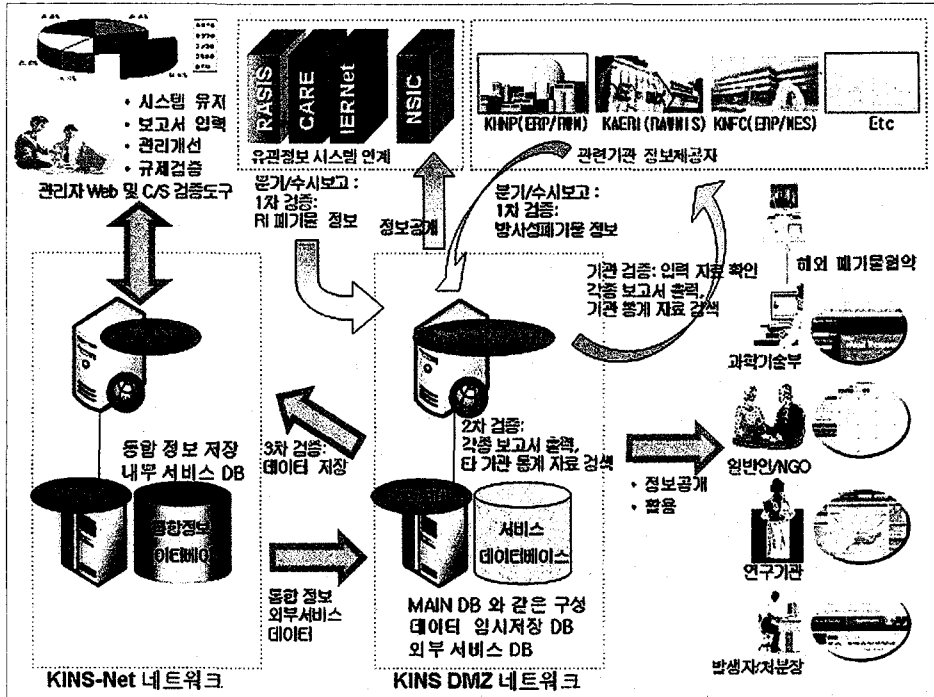 • 시스템 유지
• 보고서 입력
• 관리개선
• 규제검증
관리자 Web 및 C/S 검증도구
RASIS
CARE
IERNet
NSIC
유관정보 시스템 연계
KHNP(ERP/RWM)
KAERI(RAWMIS)
KNFC(ERP/NES)
Etc
관련기관 정보제공자
분기/수시보고 :
1차 검증:
RI 폐기물 정보
정보공개
분기/수시보고 :
1차 검증:
방사성폐기물 정보
기관 검증: 입력 자료 확인
각종 보고서 출력,
기관 통계 자료 검색
해외 폐기물협약
과학기술부
통합 정보 저장
내부 서비스 DB
3차 검증:
데이터 저장
2차 검증:
각종 보고서 출력,
타 기관 통계 자료 검색
일반인/NGO
• 정보공개
• 활용
통합정보
서비스
데이터베이스
연구기관
통합 정보
외부서비스
데이터
MAIN DB 와 같은 구성
데이터 임시저장 DB
외부 서비스 DB
발생자/처분장
KINS-Net 네트워크
KINS DMZ 네트워크